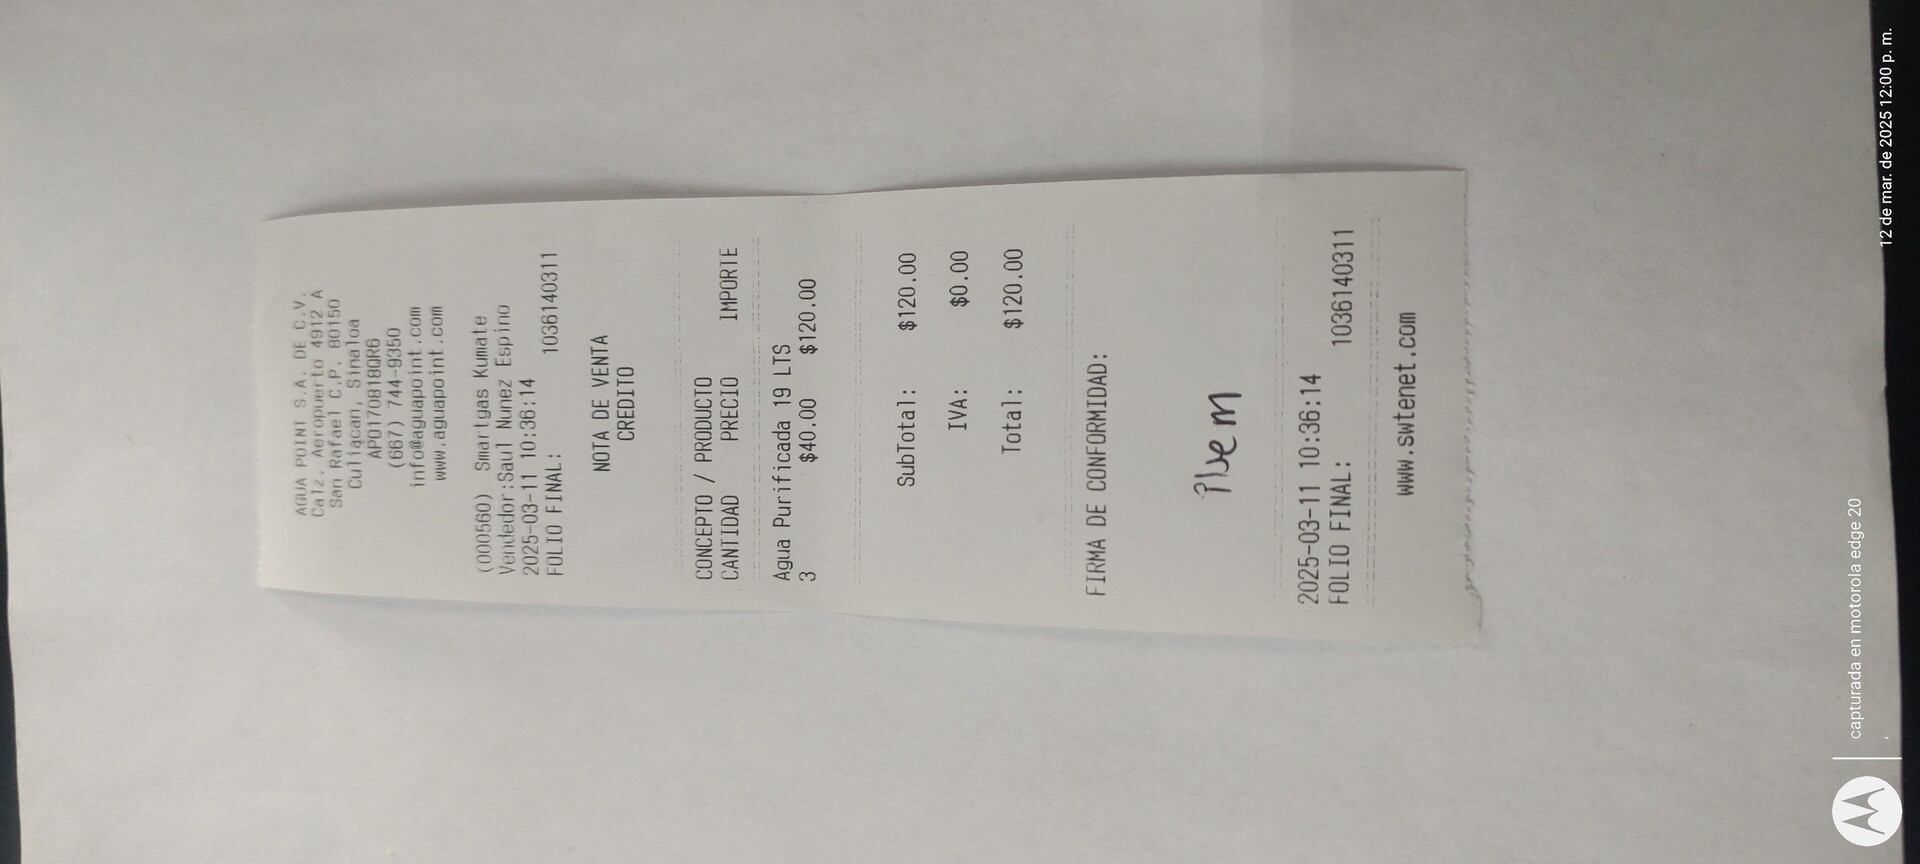 AGUA POINT S.A. DE C.V.
Calz. Aeropuerto 4912 A
San Rafael C.P. 80150
Culiacan, Sinaloa
APO170818QR6
(667) 744-9350
info@aguapoint.com
www.aguapoint.com
(000560) Smartgas Kumate
Vendedor:Saul Nunez Espino
2025-03-11 10:36:14
FOLIO FINAL: 1036140311
NOTA DE VENTA
CREDITO
CONCEPTO / PRODUCTO
CANTIDAD PRECIO IMPORTE
Agua Purificada 19 LTS
3 $40.00 $120.00
SubTotal: $120.00
IVA: $0.00
Total: $120.00
FIRMA DE CONFORMIDAD:
2025-03-11 10:36:14
FOLIO FINAL: 1036140311
www.swtenet.com
capturada en motorola edge 20
12 de mar. de 2025 12:00 p. m.